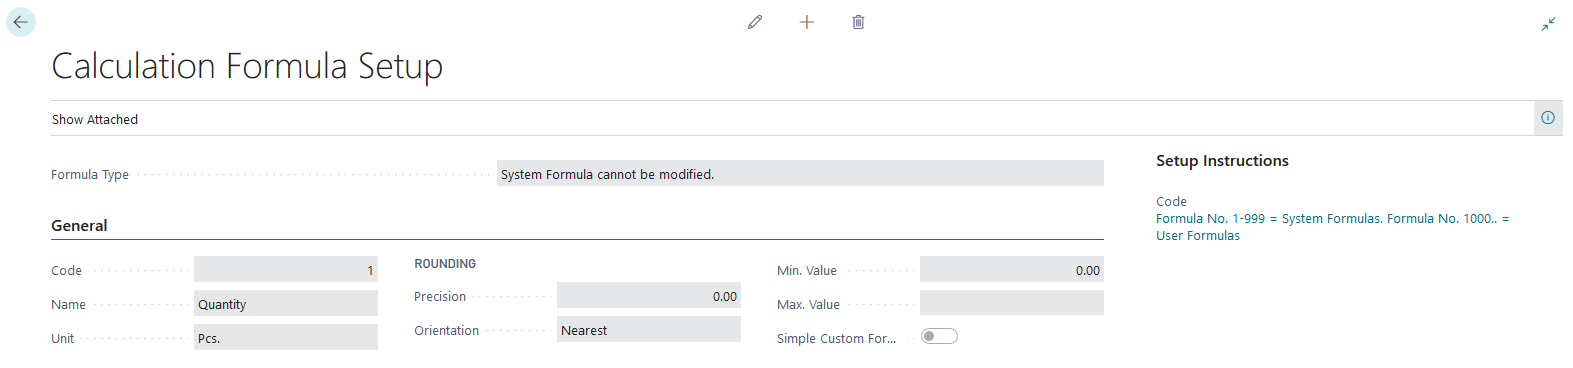 Calculation Formula Setup
Show Attached
Formula Type
System Formula cannot be modified.
General
Code
1
Name
Quantity
Unit
Pcs.
ROUNDING
Precision
0.00
Orientation
Nearest
Min. Value
0.00
Max. Value
Simple Custom For...
Setup Instructions
Code
Formula No. 1-999 = System Formulas. Formula No. 1000.. =
User Formulas